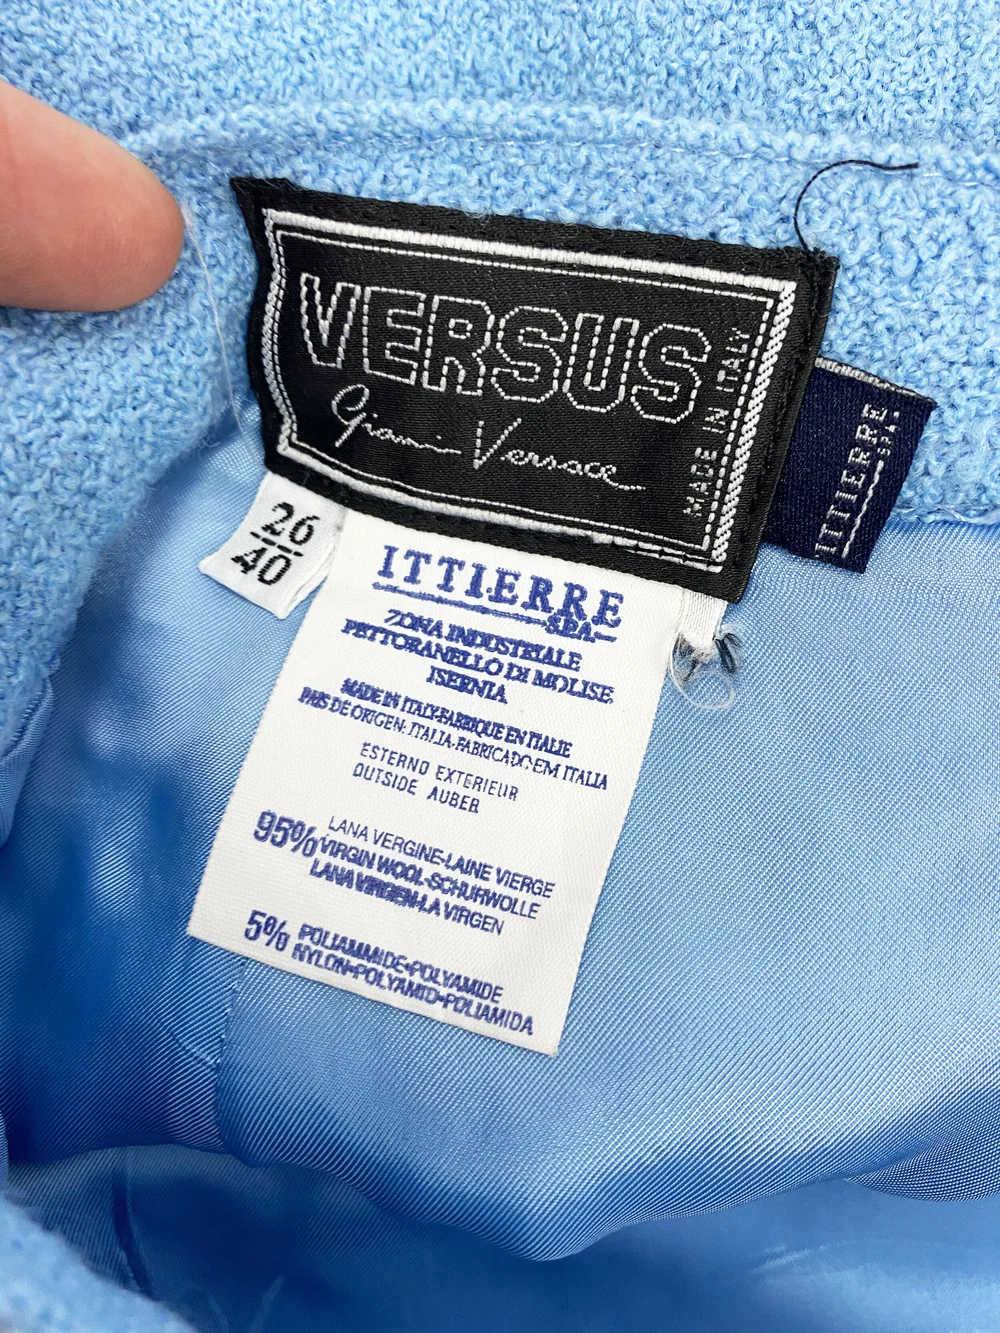 VERSUS
Gianni Versace
MADE IN ITALY
ITTIERRE
SPA.
26
40
ITTIERRE
S.P.A.
ZONA INDUSTRIALE
PETTORANELLO DI MOLISE
ISERNIA
MADE IN ITALY-FABRIQUE EN ITALIE
PAIS DE ORIGEN: ITALIA-FABRICADO EM ITALIA
ESTERNO EXTERIEUR
OUTSIDE AUBER
95% LANA VERGINE-LAINE VIERGE
VIRGIN WOOL-SCHURWOLLE
LANA VIRGEN-LA VIRGEN
5% POLIAMMIDE-POLYAMIDE
NYLON-POLYAMID-POLIAMIDA